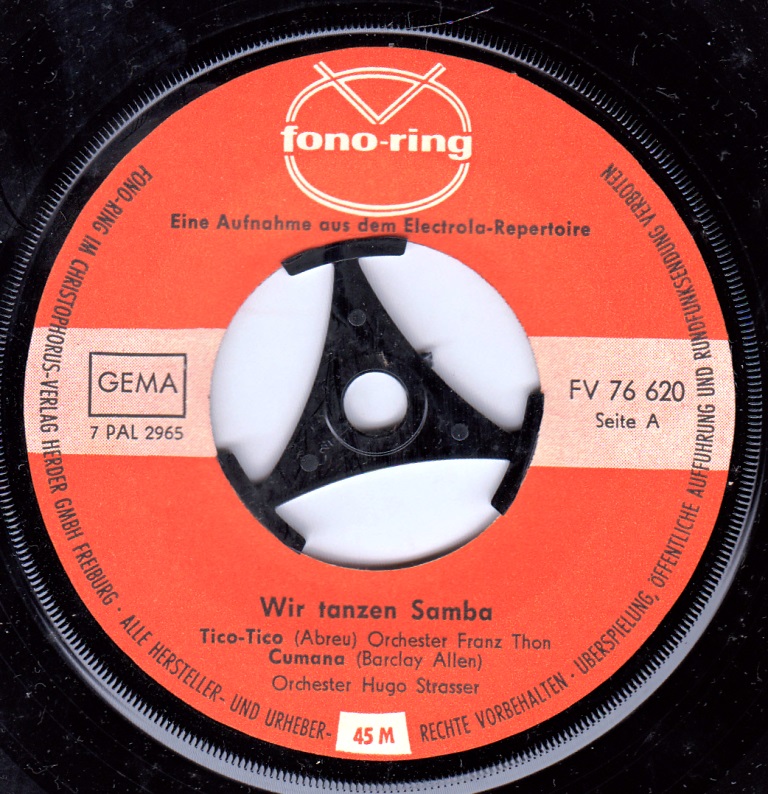 fono-ring
Eine Aufnahme aus dem Electrola-Repertoire
GEMA
7 PAL 2965
FV 76 620
Seite A
Wir tanzen Samba
Tico-Tico (Abreu) Orchester Franz Thon
Cumana (Barclay Allen)
Orchester Hugo Strasser
45 M
FONO-RING IM CHRISTOPHORUS-VERLAG HERDER GMBH FREIBURG · ALLE HERSTELLER- UND URHEBER- RECHTE VORBEHALTEN · ÜBERSPIELUNG, ÖFFENTLICHE AUFFÜHRUNG UND RUNDFUNKSENDUNG VERBOTEN